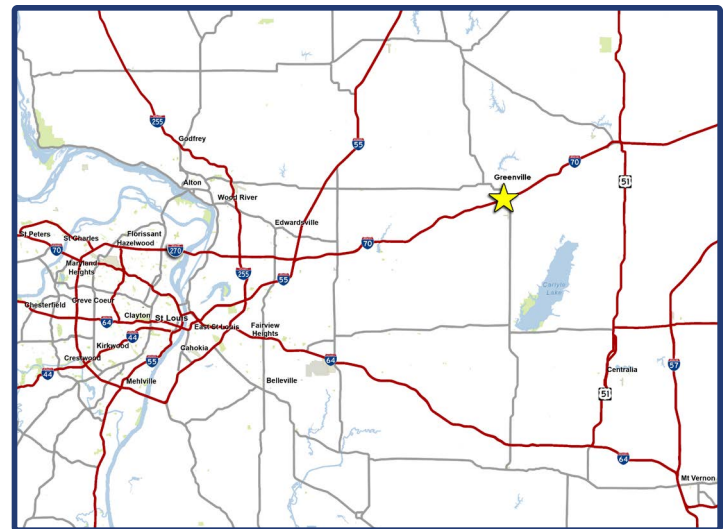 255
Godfrey
55
Greenville
70
51
Alton
Wood River
Edwardsville
St Peters
St Charles
Florissant
Hazelwood
70
270
70
Maryland
Heights
255
55
Carlyle
Lake
Chesterfield
Creve Coeur
Clayton
St Louis
64
East St Louis
Fairview
Heights
Kirkwood
44
Cahokia
Crestwood
55
64
57
44
Mehlville
Belleville
Centralia
51
64
Mt Vernon